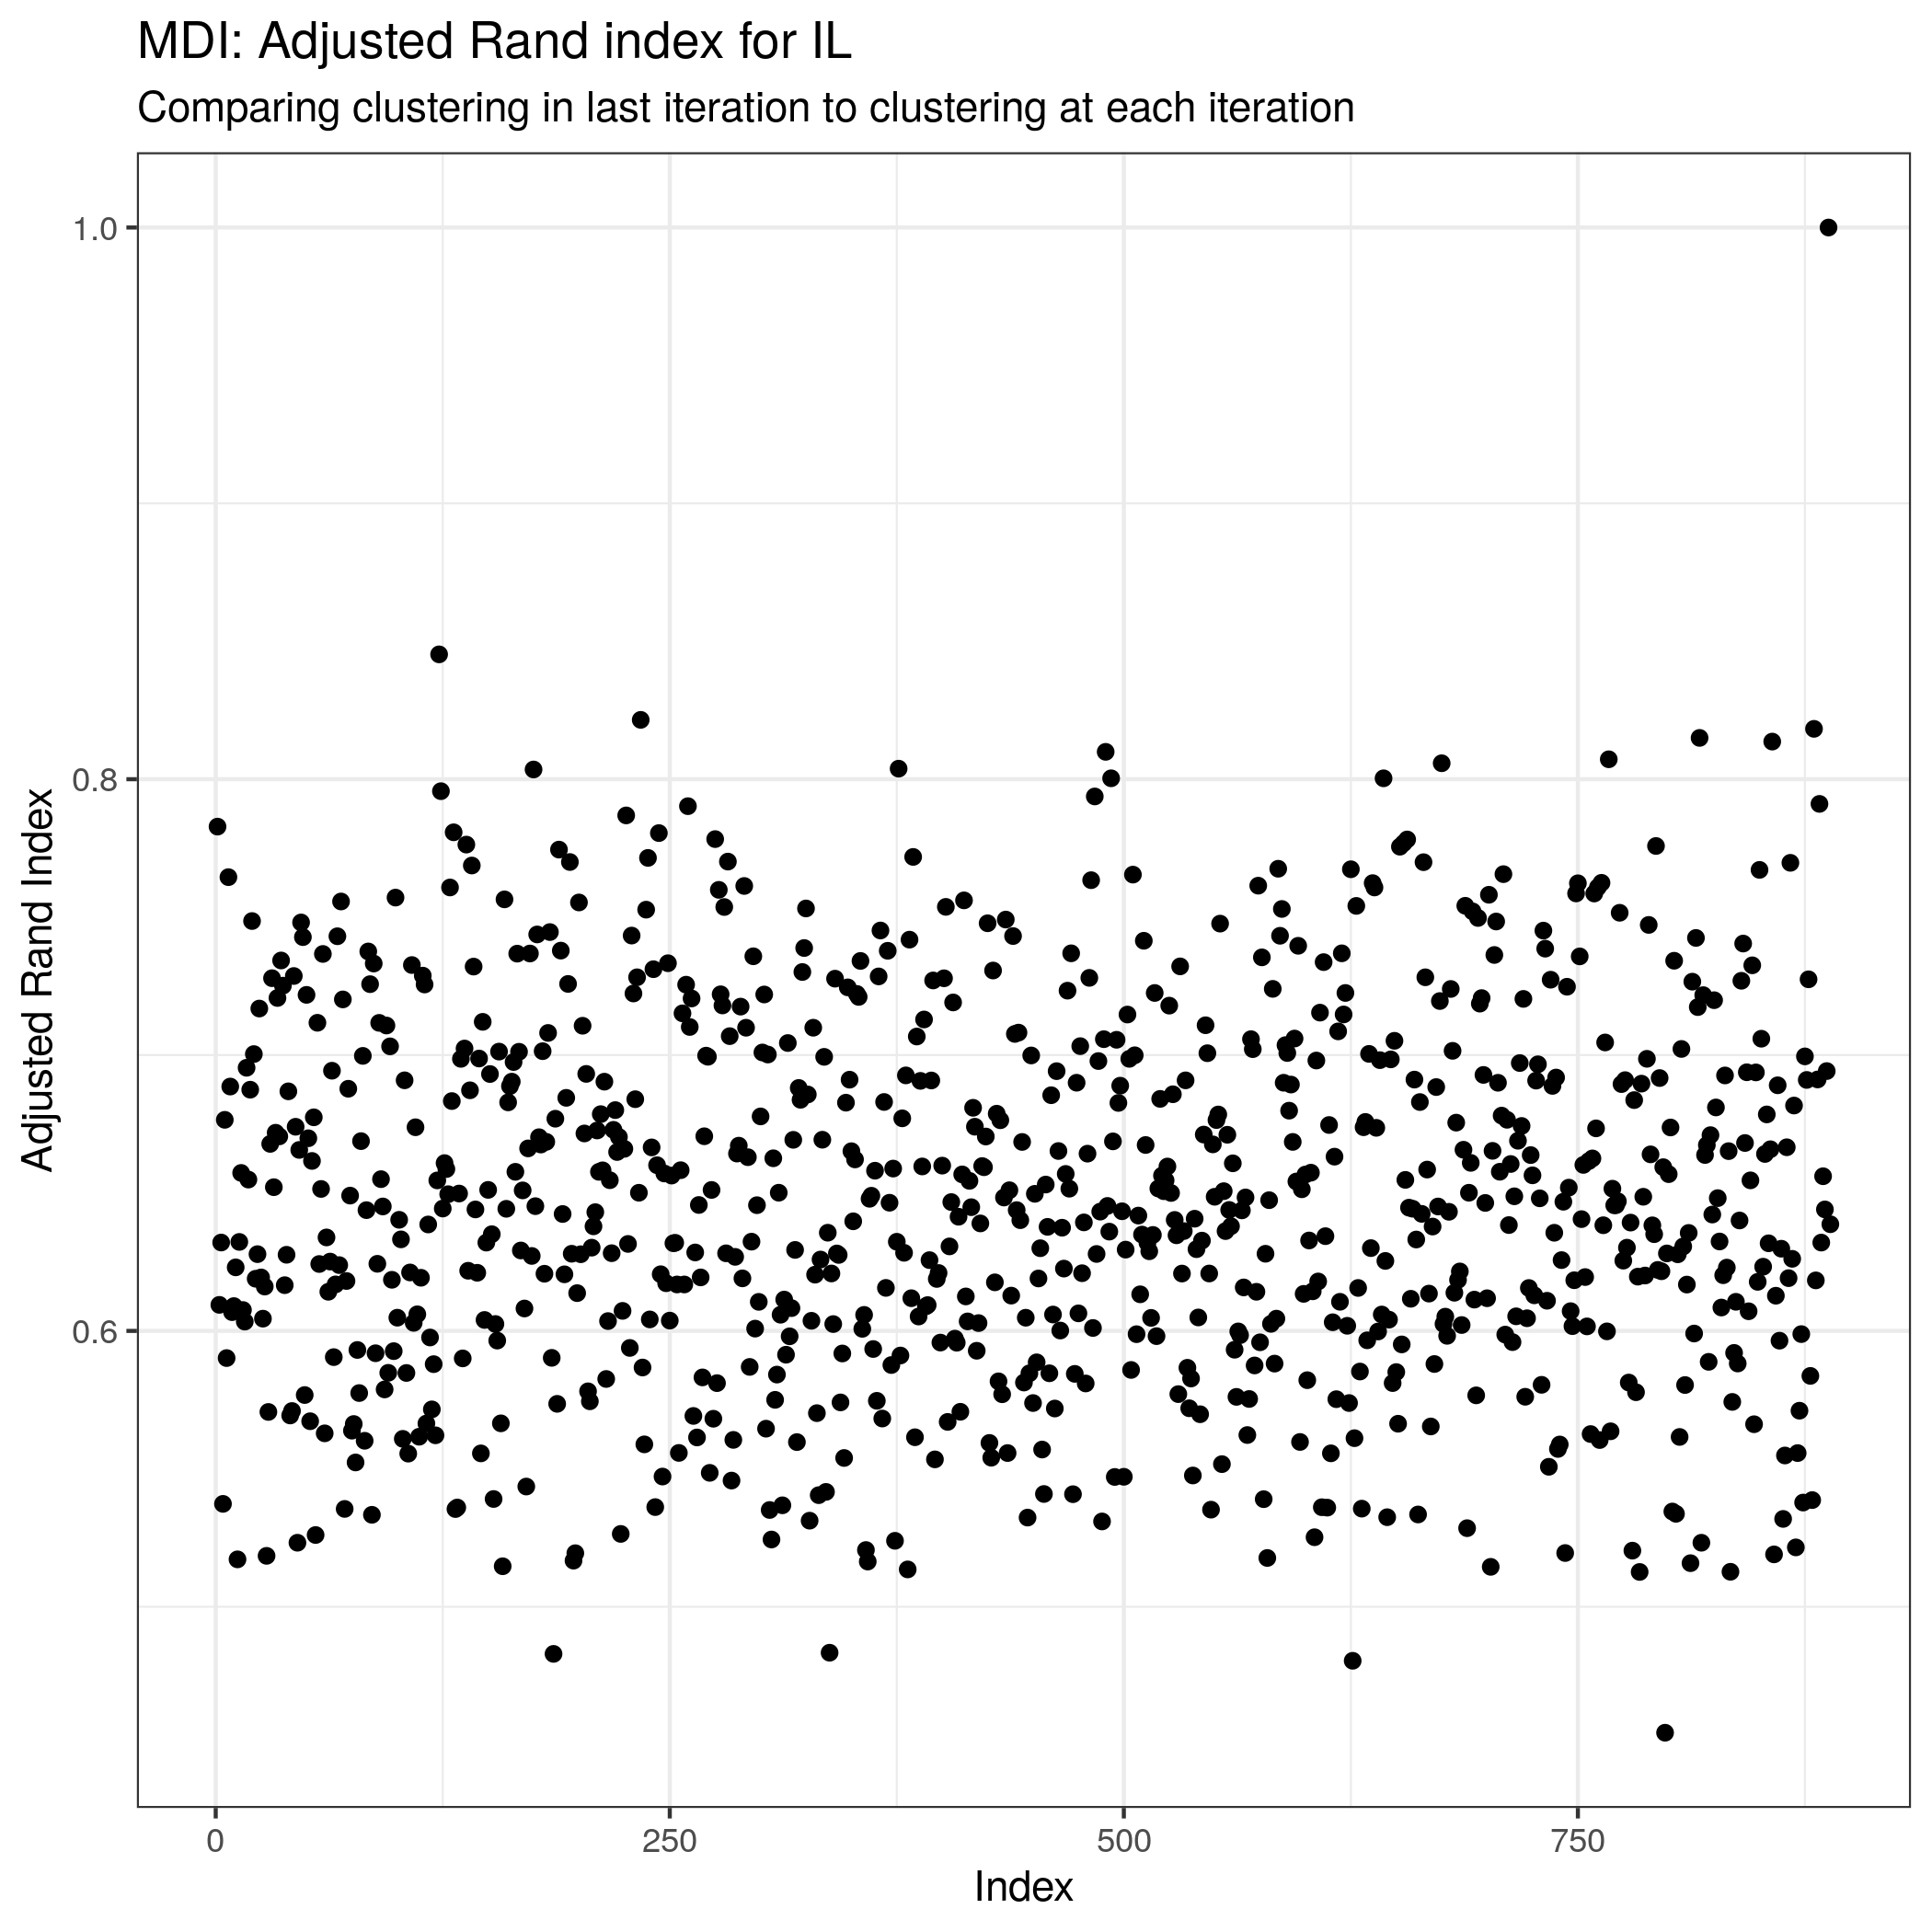 MDI: Adjusted Rand index for IL
Comparing clustering in last iteration to clustering at each iteration
Adjusted Rand Index
1.0
0.8
0.6
0
250
500
750
Index